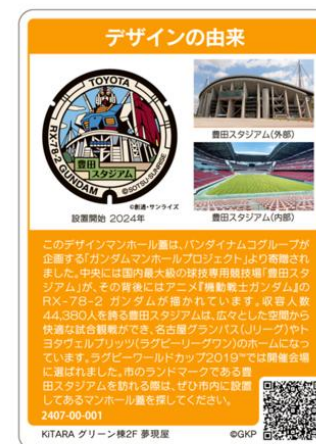 デザインの由来
TOYOTA
豊田
スタジアム
RX-78-2 GUNDAM
©SOTSU・SUNRISE
©創通・サンライズ
設置開始 2024年
豊田スタジアム(外部)
豊田スタジアム(内部)
このデザインマンホール蓋は、バンダイナムコグループが
企画する「ガンダムマンホールプロジェクト」より寄贈され
ました。中央には国内最大級の球技専用競技場「豊田スタ
ジアム」が、その背後にはアニメ『機動戦士ガンダム』の
RX-78-2 ガンダムが描かれています。収容人数
44,380人を誇る豊田スタジアムは、広々とした空間から
快適な試合観戦ができ、名古屋グランパス(Jリーグ)やト
ヨタヴェルブリッツ(ラグビーリーグワン)のホームになっ
ています。ラグビーワールドカップ2019™では開催会場
に選ばれました。市のランドマークである豊
田スタジアムを訪れる際は、ぜひ市内に設置
してあるマンホール蓋を探してください。
2407-00-001
KiTARA グリーン棟2F 夢現屋
©GKP